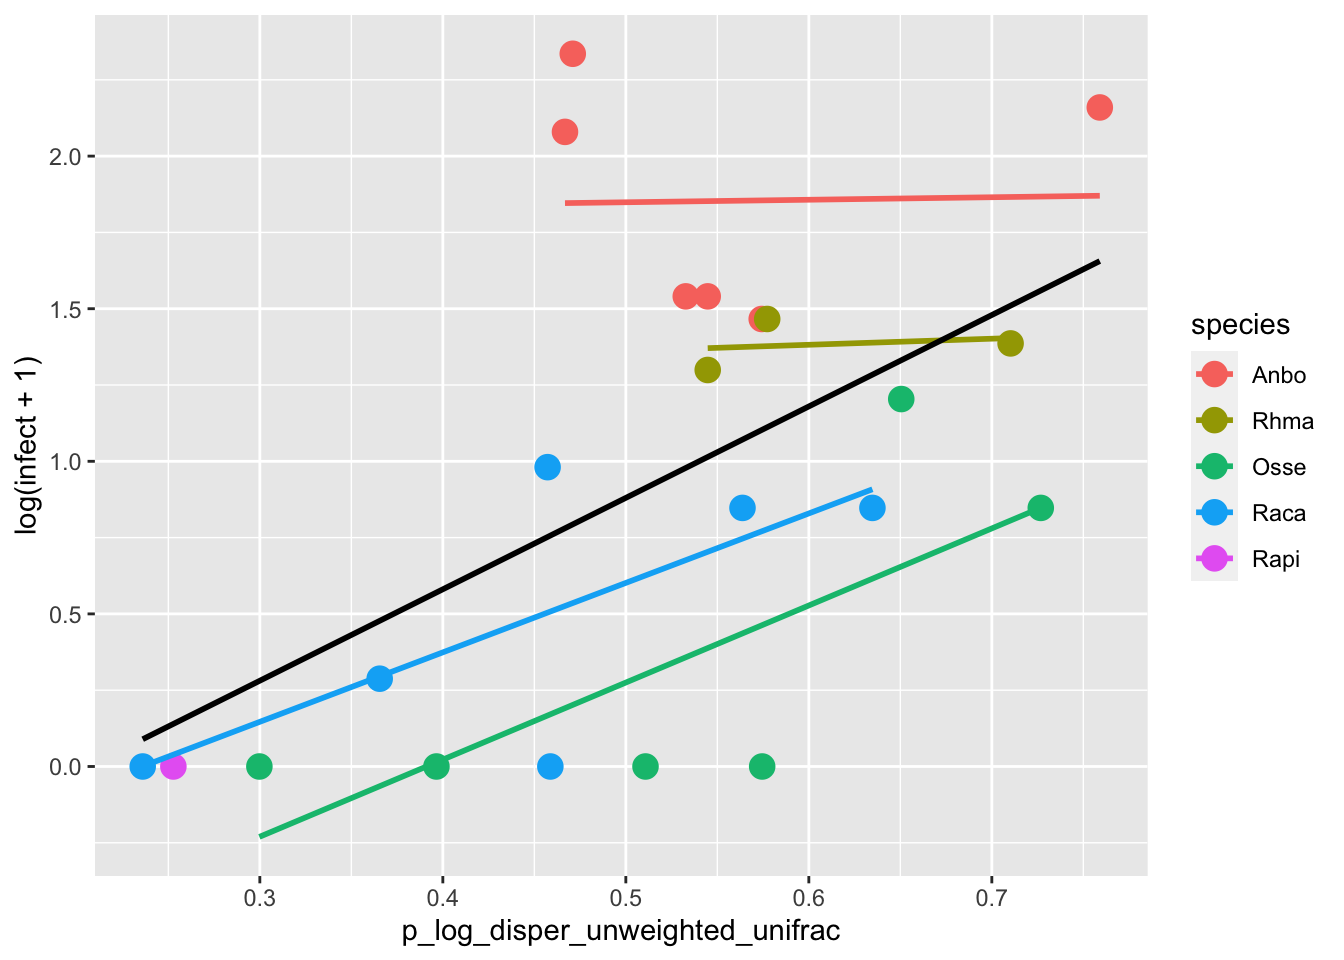 log(infect + 1)
2.0
1.5
1.0
0.5
0.0
0.3
0.4
0.5
0.6
0.7
p_log_disper_unweighted_unifrac
species
Anbo
Rhma
Osse
Raca
Rapi